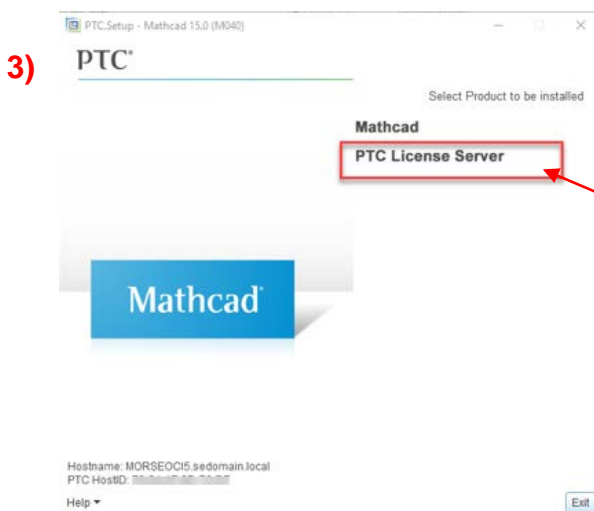 PTC.Setup - Mathcad 15.0 (M040)
3)
PTC®
Select Product to be installed
Mathcad
PTC License Server
Mathcad®
Hostname: MORSEOCI5.sedomain.local
PTC HostID:
Help
Exit